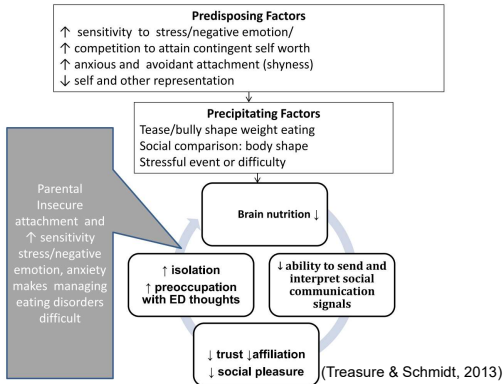 Predisposing Factors
↑ sensitivity to stress/negative emotion/
↑ competition to attain contingent self worth
↑ anxious and avoidant attachment (shyness)
↓ self and other representation
Precipitating Factors
Tease/bully shape weight eating
Social comparison: body shape
Stressful event or difficulty
Parental
Insecure
attachment and
↑ sensitivity
stress/negative
emotion, anxiety
makes managing
eating disorders
difficult
Brain nutrition ↓
↓ ability to send and
interpret social
communication
signals
↓ trust ↓affiliation
↓ social pleasure
↑ isolation
↑ preoccupation
with ED thoughts
(Treasure & Schmidt, 2013)